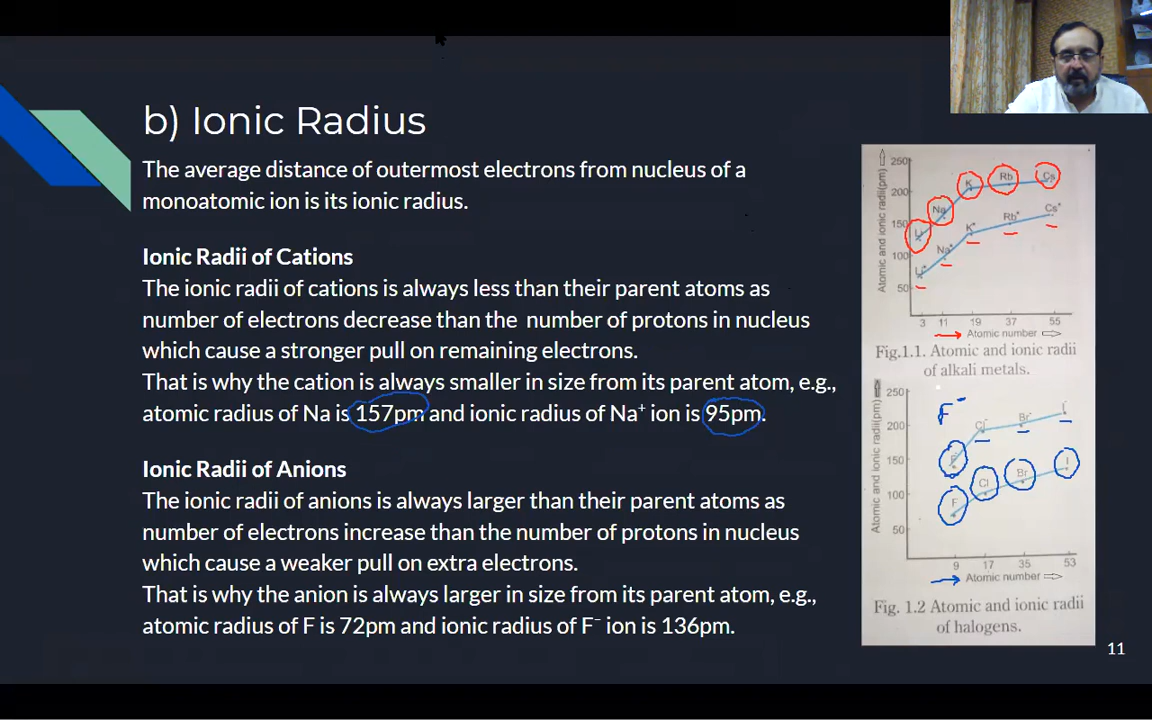 b) Ionic Radius
The average distance of outermost electrons from nucleus of a
monoatomic ion is its ionic radius.
Ionic Radii of Cations
The ionic radii of cations is always less than their parent atoms as
number of electrons decrease than the number of protons in nucleus
which cause a stronger pull on remaining electrons.
That is why the cation is always smaller in size from its parent atom, e.g.,
atomic radius of Na is 157pm and ionic radius of Na⁺ ion is 95pm.
Ionic Radii of Anions
The ionic radii of anions is always larger than their parent atoms as
number of electrons increase than the number of protons in nucleus
which cause a weaker pull on extra electrons.
That is why the anion is always larger in size from its parent atom, e.g.,
atomic radius of F is 72pm and ionic radius of F⁻ ion is 136pm.
Atomic and ionic radii(pm)
250
200
150
100
50
Li Na K Rb Cs
Li⁺ Na⁺ K⁺ Rb⁺ Cs⁺
3 11 19 37 55
Atomic number
Fig.1.1. Atomic and ionic radii
of alkali metals.
Atomic and ionic radii(pm)
250
200
150
100
50
F⁻
Cl⁻ Br⁻ I⁻
F Cl Br I
9 17 35 53
Atomic number
Fig. 1.2 Atomic and ionic radii
of halogens.
11